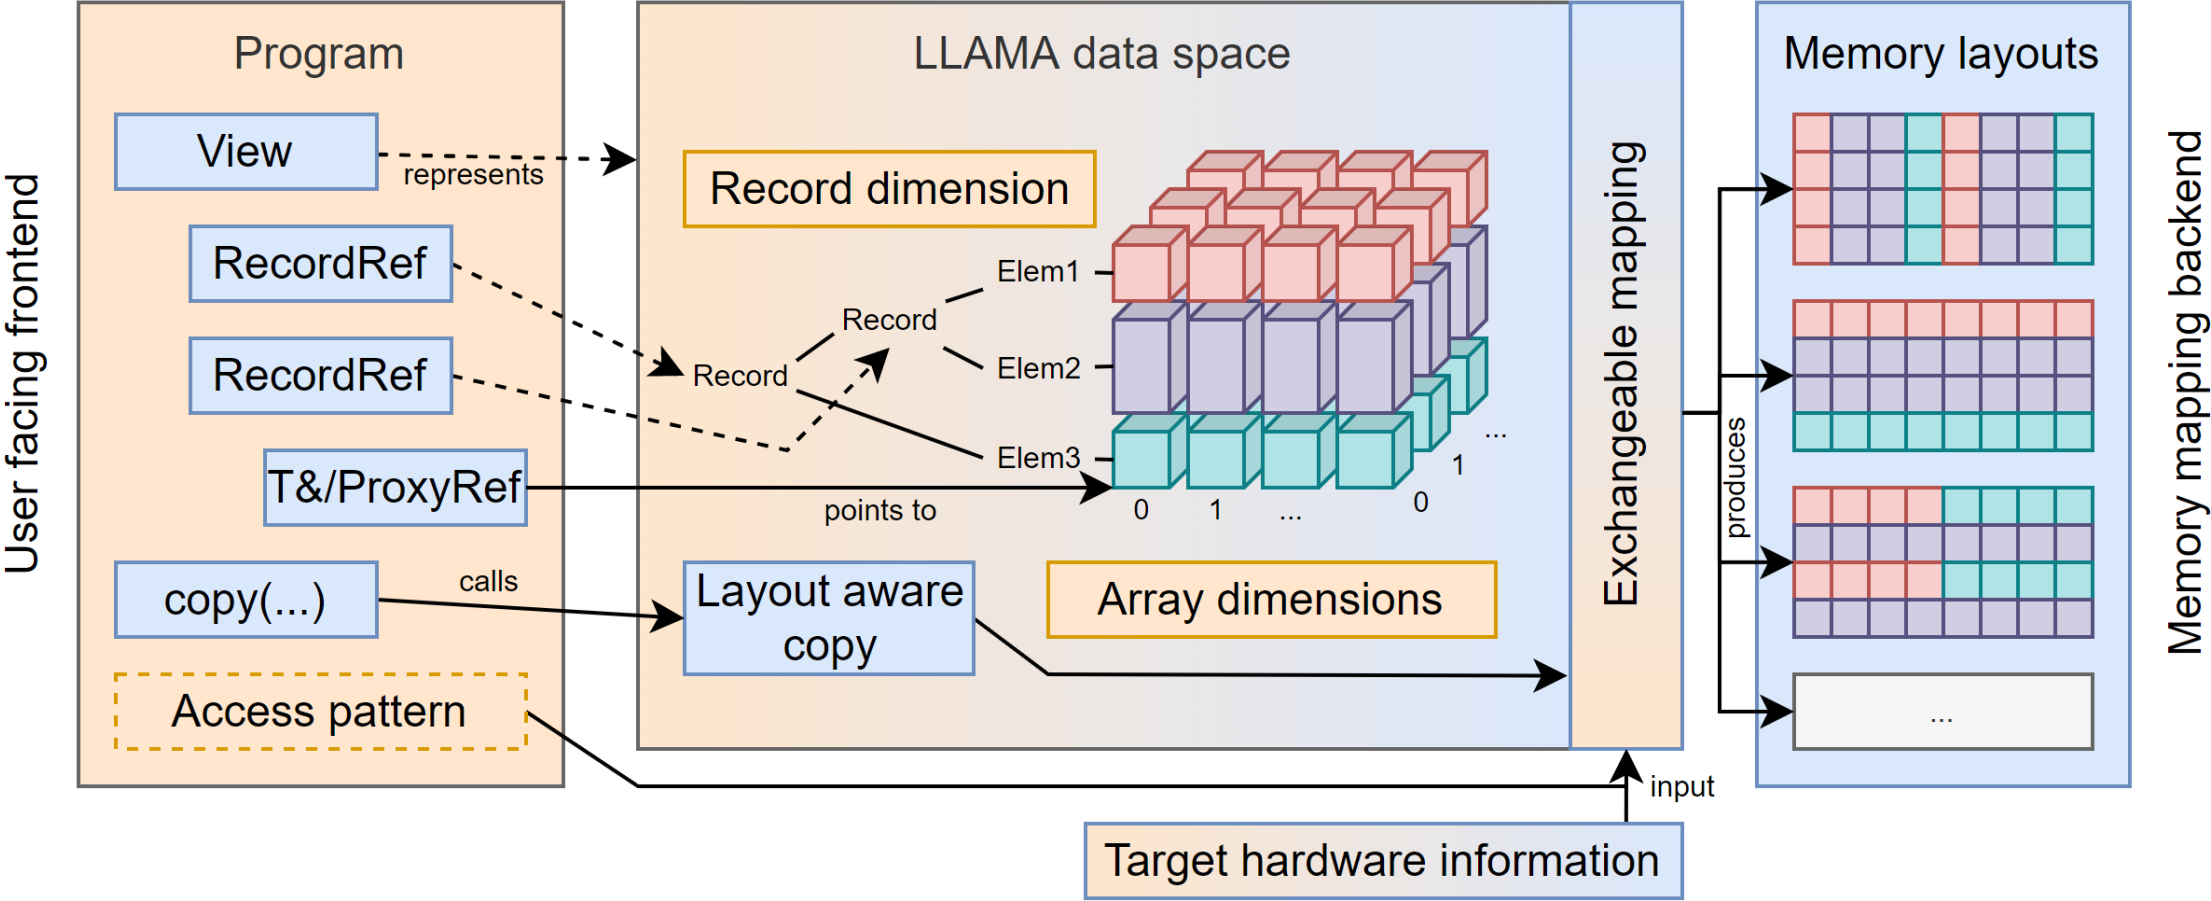 User facing frontend
Program
View
RecordRef
RecordRef
T&/ProxyRef
copy(...)
Access pattern
represents
points to
calls
LLAMA data space
Record dimension
Record
Record
Elem1
Elem2
Elem3
0
1
...
0
1
...
Layout aware
copy
Array dimensions
Exchangeable mapping
input
Target hardware information
produces
Memory layouts
...
Memory mapping backend